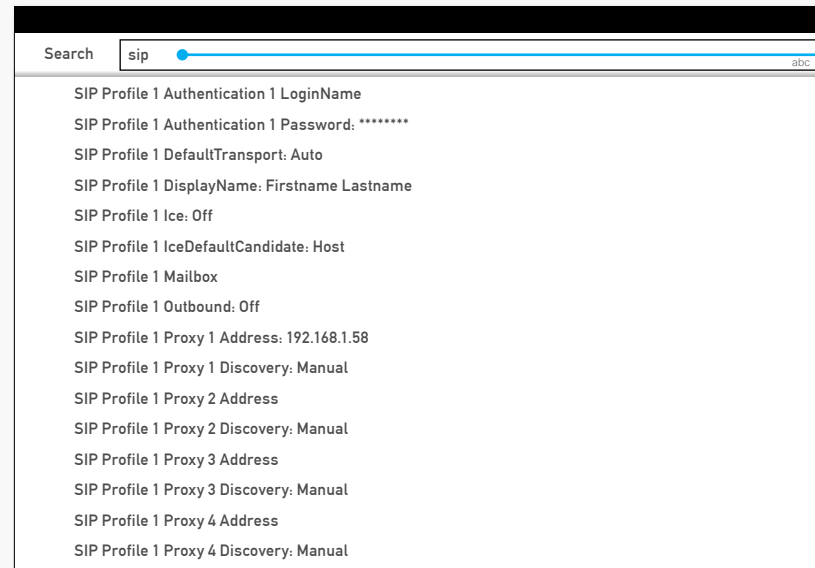 Search sip
abc
SIP Profile 1 Authentication 1 LoginName
SIP Profile 1 Authentication 1 Password: ********
SIP Profile 1 DefaultTransport: Auto
SIP Profile 1 DisplayName: Firstname Lastname
SIP Profile 1 Ice: Off
SIP Profile 1 IceDefaultCandidate: Host
SIP Profile 1 Mailbox
SIP Profile 1 Outbound: Off
SIP Profile 1 Proxy 1 Address: 192.168.1.58
SIP Profile 1 Proxy 1 Discovery: Manual
SIP Profile 1 Proxy 2 Address
SIP Profile 1 Proxy 2 Discovery: Manual
SIP Profile 1 Proxy 3 Address
SIP Profile 1 Proxy 3 Discovery: Manual
SIP Profile 1 Proxy 4 Address
SIP Profile 1 Proxy 4 Discovery: Manual